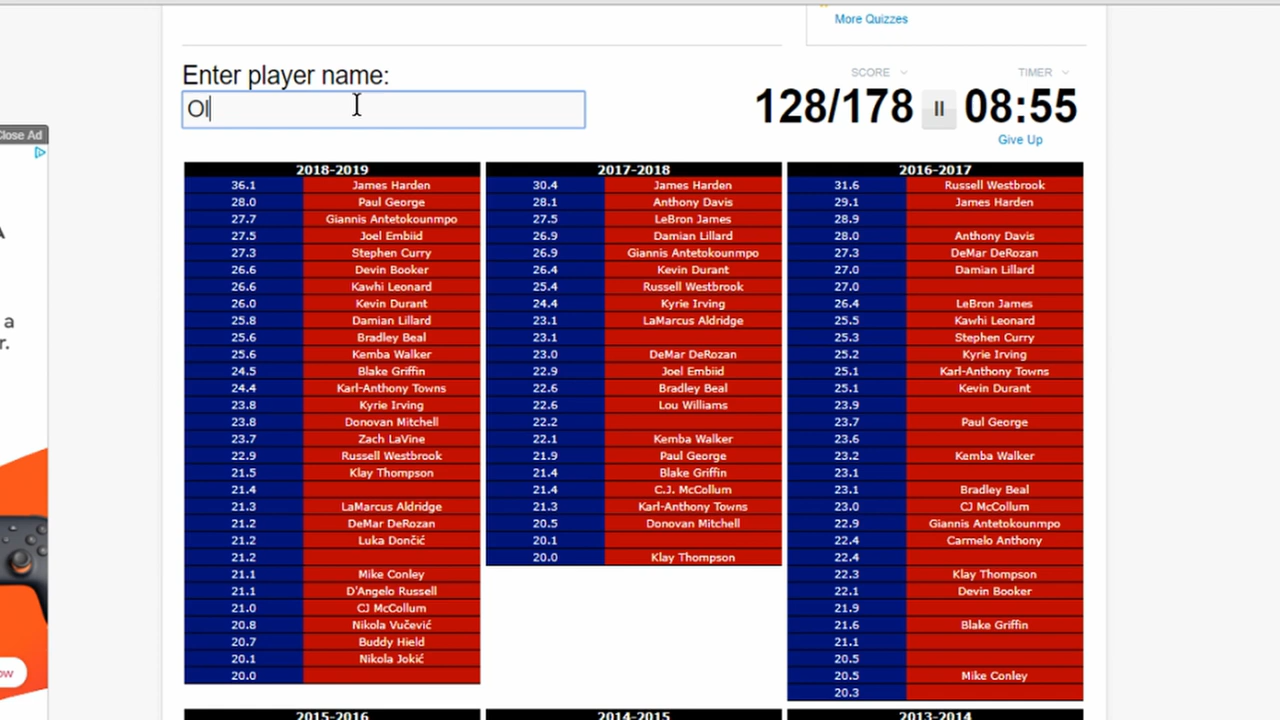 More Quizzes
Enter player name:
SCORE TIMER
Ol
128/178 08:55
Give Up
Close Ad
A
a
r.
ow
2018-2019
36.1 James Harden
28.0 Paul George
27.7 Giannis Antetokounmpo
27.5 Joel Embiid
27.3 Stephen Curry
26.6 Devin Booker
26.6 Kawhi Leonard
26.0 Kevin Durant
25.8 Damian Lillard
25.6 Bradley Beal
25.6 Kemba Walker
24.5 Blake Griffin
24.4 Karl-Anthony Towns
23.8 Kyrie Irving
23.8 Donovan Mitchell
23.7 Zach LaVine
22.9 Russell Westbrook
21.5 Klay Thompson
21.4
21.3 LaMarcus Aldridge
21.2 DeMar DeRozan
21.2 Luka Dončić
21.2
21.1 Mike Conley
21.1 D'Angelo Russell
21.0 CJ McCollum
20.8 Nikola Vučević
20.7 Buddy Hield
20.1 Nikola Jokić
20.0
2017-2018
30.4 James Harden
28.1 Anthony Davis
27.5 LeBron James
26.9 Damian Lillard
26.9 Giannis Antetokounmpo
26.4 Kevin Durant
25.4 Russell Westbrook
24.4 Kyrie Irving
23.1 LaMarcus Aldridge
23.1
23.0 DeMar DeRozan
22.9 Joel Embiid
22.6 Bradley Beal
22.6 Lou Williams
22.2
22.1 Kemba Walker
21.9 Paul George
21.4 Blake Griffin
21.4 C.J. McCollum
21.3 Karl-Anthony Towns
20.5 Donovan Mitchell
20.1
20.0 Klay Thompson
2016-2017
31.6 Russell Westbrook
29.1 James Harden
28.9
28.0 Anthony Davis
27.3 DeMar DeRozan
27.0 Damian Lillard
27.0
26.4 LeBron James
25.5 Kawhi Leonard
25.3 Stephen Curry
25.2 Kyrie Irving
25.1 Karl-Anthony Towns
25.1 Kevin Durant
23.9
23.7 Paul George
23.6
23.2 Kemba Walker
23.1
23.1 Bradley Beal
23.0 CJ McCollum
22.9 Giannis Antetokounmpo
22.4 Carmelo Anthony
22.4
22.3 Klay Thompson
22.1 Devin Booker
21.9
21.6 Blake Griffin
21.1
20.5
20.5 Mike Conley
20.3
2015-2016 2014-2015 2013-2014